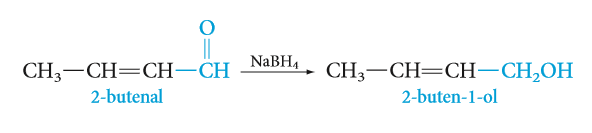 O
CH₃—CH=CH—CH NaBH₄ CH₃—CH=CH—CH₂OH
2-butenal 2-buten-1-ol